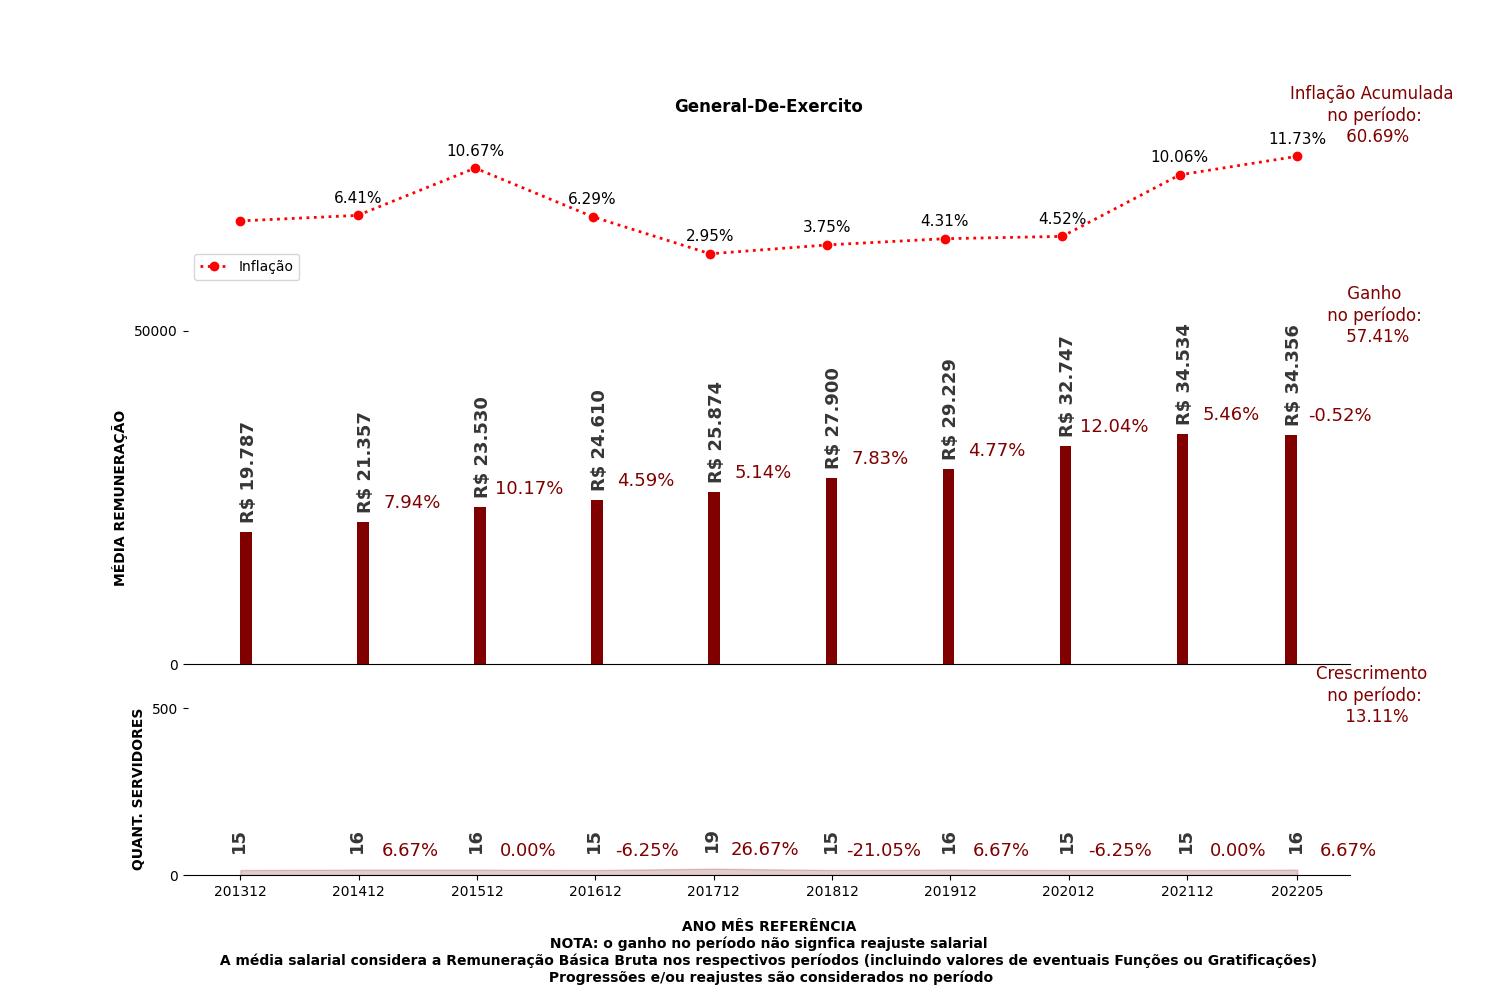 General-De-Exercito
Inflação Acumulada
no período:
60.69%
6.41%
10.67%
6.29%
2.95%
3.75%
4.31%
4.52%
10.06%
11.73%
Inflação
Ganho
no período:
57.41%
MÉDIA REMUNERAÇÃO
50000
0
R$ 19.787
R$ 21.357
7.94%
R$ 23.530
10.17%
R$ 24.610
4.59%
R$ 25.874
5.14%
R$ 27.900
7.83%
R$ 29.229
4.77%
R$ 32.747
12.04%
R$ 34.534
5.46%
R$ 34.356
-0.52%
Crescrimento
no período:
13.11%
QUANT. SERVIDORES
500
0
15
16
6.67%
16
0.00%
15
-6.25%
19
26.67%
15
-21.05%
16
6.67%
15
-6.25%
15
0.00%
16
6.67%
201312
201412
201512
201612
201712
201812
201912
202012
202112
202205
ANO MÊS REFERÊNCIA
NOTA: o ganho no período não signfica reajuste salarial
A média salarial considera a Remuneração Básica Bruta nos respectivos períodos (incluindo valores de eventuais Funções ou Gratificações)
Progressões e/ou reajustes são considerados no período